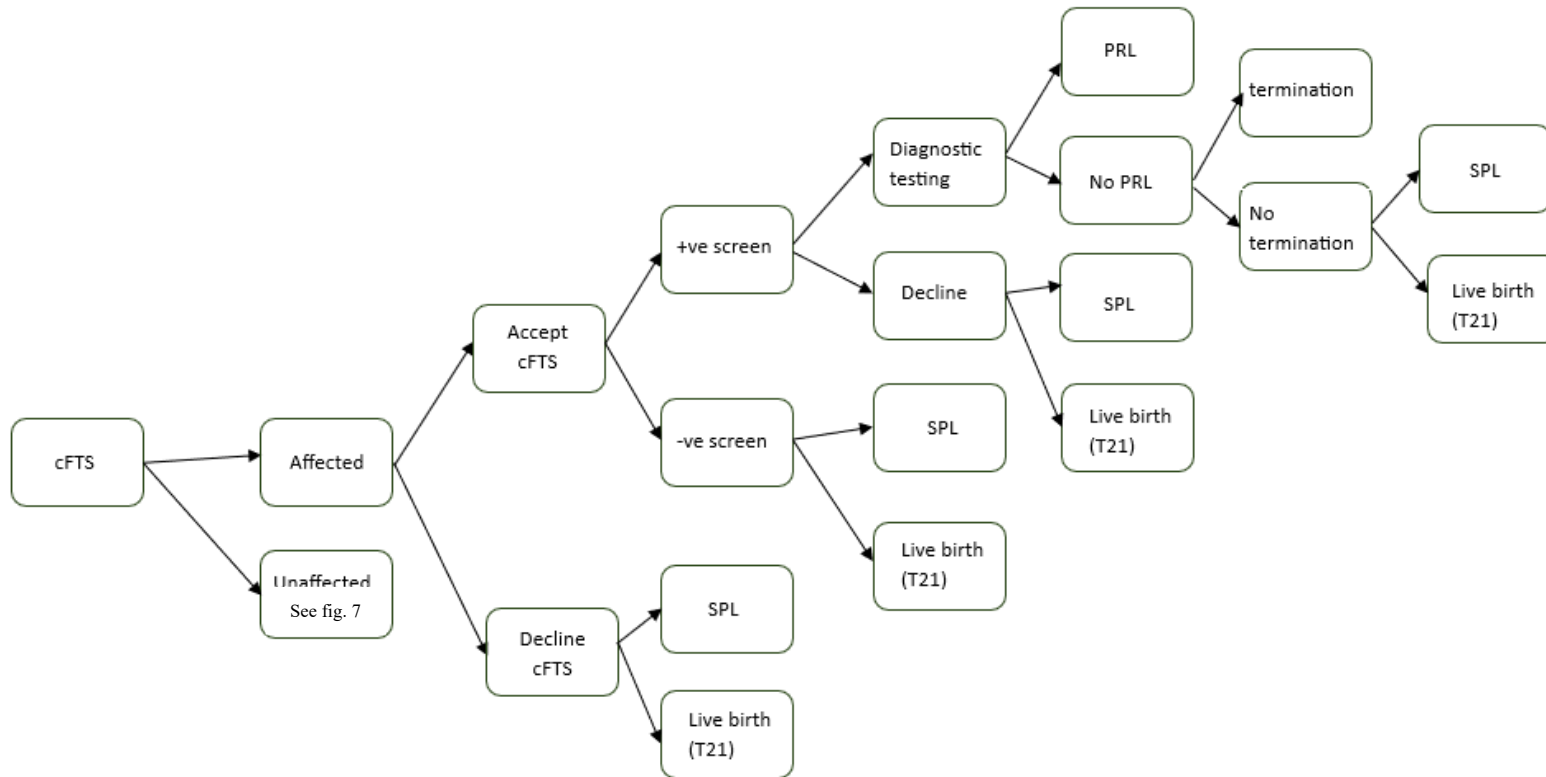 PRL
termination
Diagnostic
testing
No PRL
SPL
No
termination
+ve screen
Decline
SPL
Live birth
(T21)
Accept
cFTS
Live birth
(T21)
-ve screen
SPL
cFTS
Affected
Live birth
(T21)
Unaffected
See fig. 7
SPL
Decline
cFTS
Live birth
(T21)